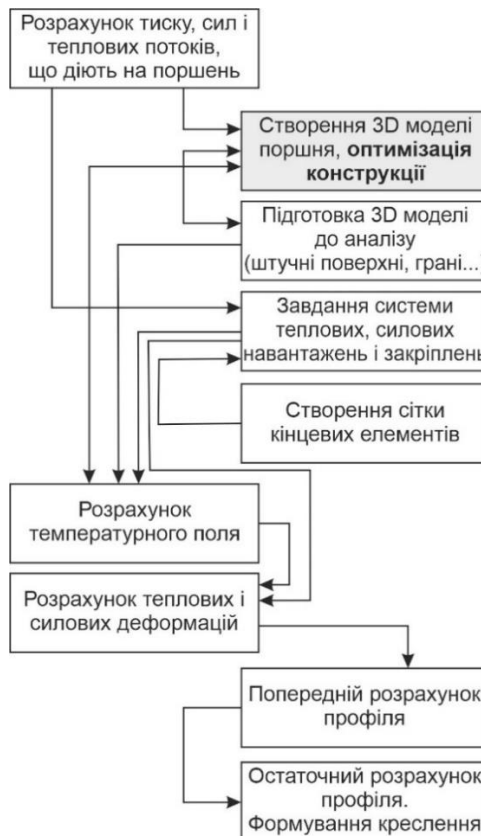 Розрахунок тиску, сил і
теплових потоків,
що діють на поршень
Створення 3D моделі
поршня, оптимізація
конструкції
Підготовка 3D моделі
до аналізу
(штучні поверхні, грані...)
Завдання системи
теплових, силових
навантажень і закріплень
Створення сітки
кінцевих елементів
Розрахунок
температурного поля
Розрахунок теплових і
силових деформацій
Попередній розрахунок
профіля
Остаточний розрахунок
профіля.
Формування креслення